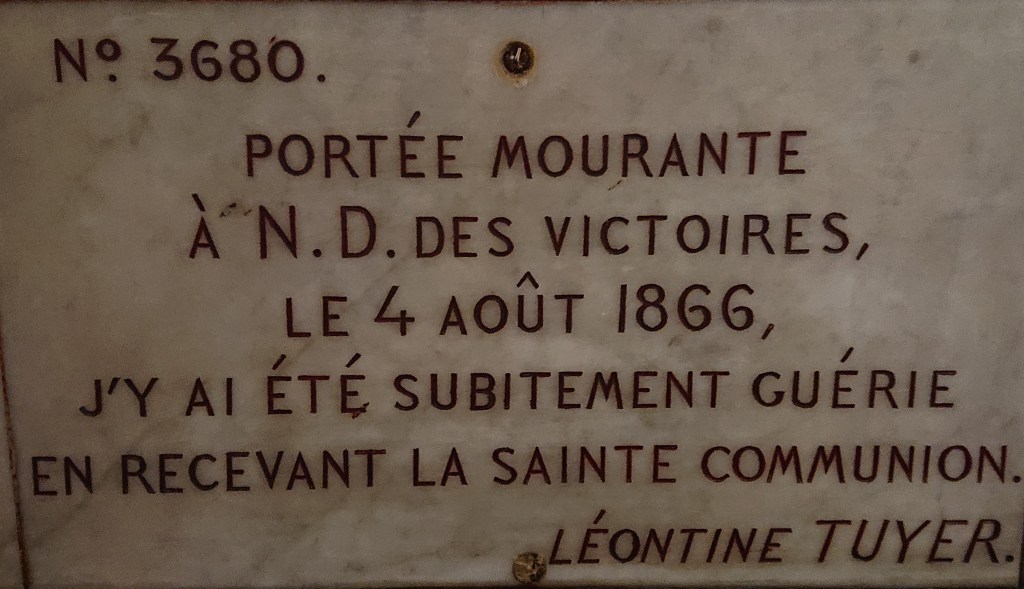 Nº 3680.
PORTÉE MOURANTE
À N. D. DES VICTOIRES,
LE 4 AOÛT 1866,
J'Y AI ÉTÉ SUBITEMENT GUÉRIE
EN RECEVANT LA SAINTE COMMUNION.
LÉONTINE TUYER.